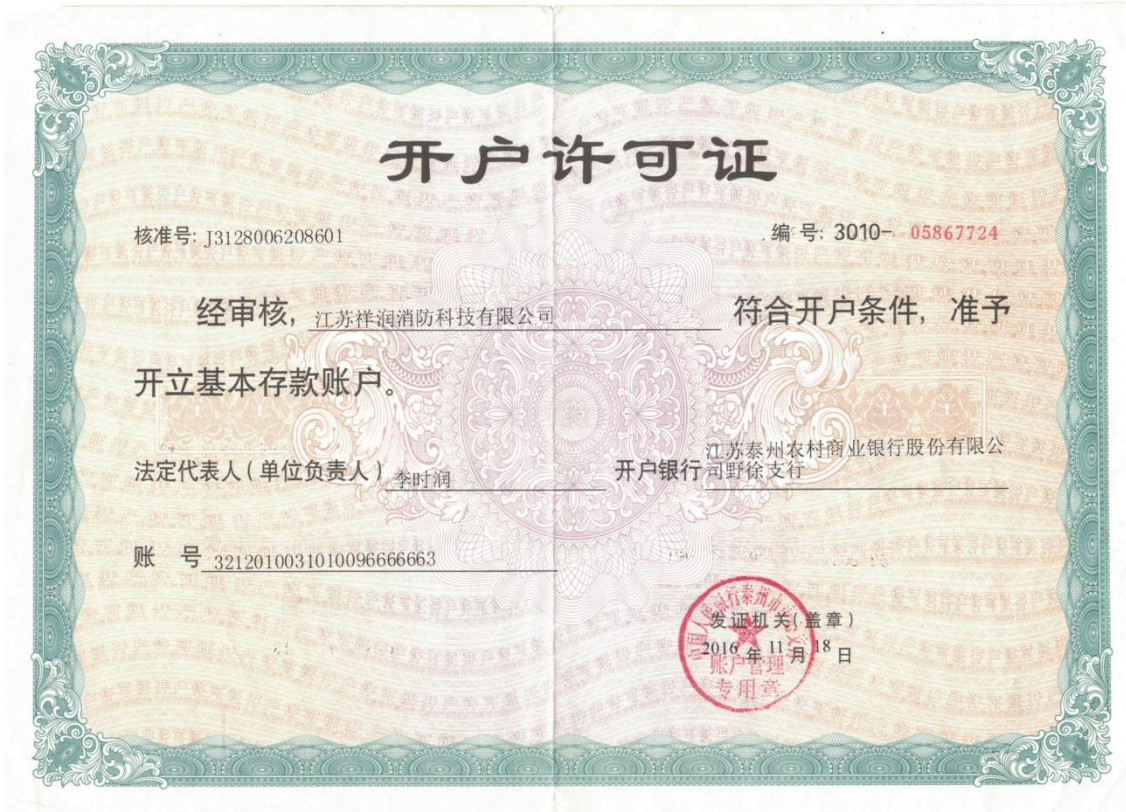 开户许可证
核准号: J3128006208601
编 号: 3010- 05867724
经审核, 江苏祥润消防科技有限公司 符合开户条件, 准予
开立基本存款账户。
法定代表人(单位负责人) 李时润
开户银行 江苏泰州农村商业银行股份有限公
司野徐支行
账 号 3212010031010096666663
发证机关(盖章)
2016 年 11 月 18 日
账户管理
专用章